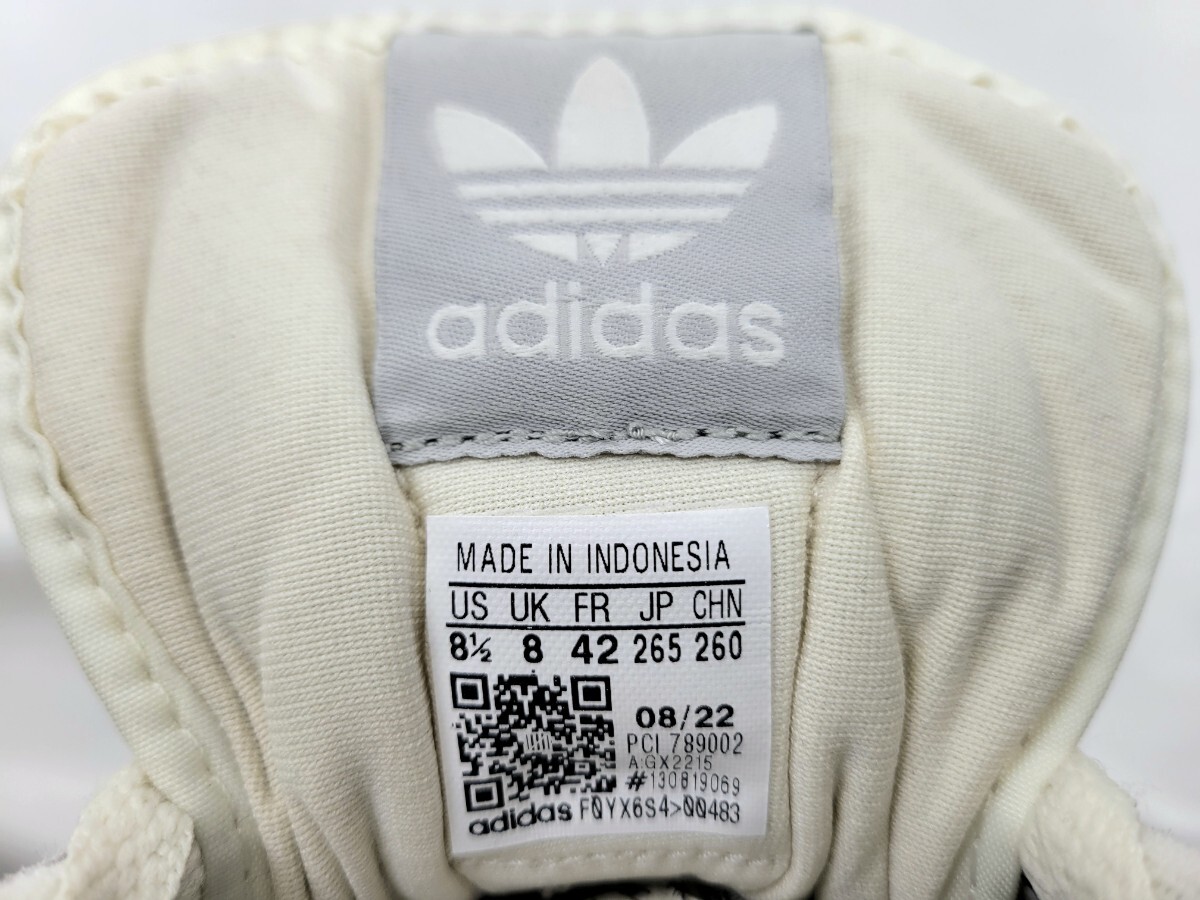 adidas
MADE IN INDONESIA
US UK FR JP CHN
8½ 8 42 265 260
08/22
PCI 789002
A:GX2215
#130819069
adidas F0YX6S4>00483